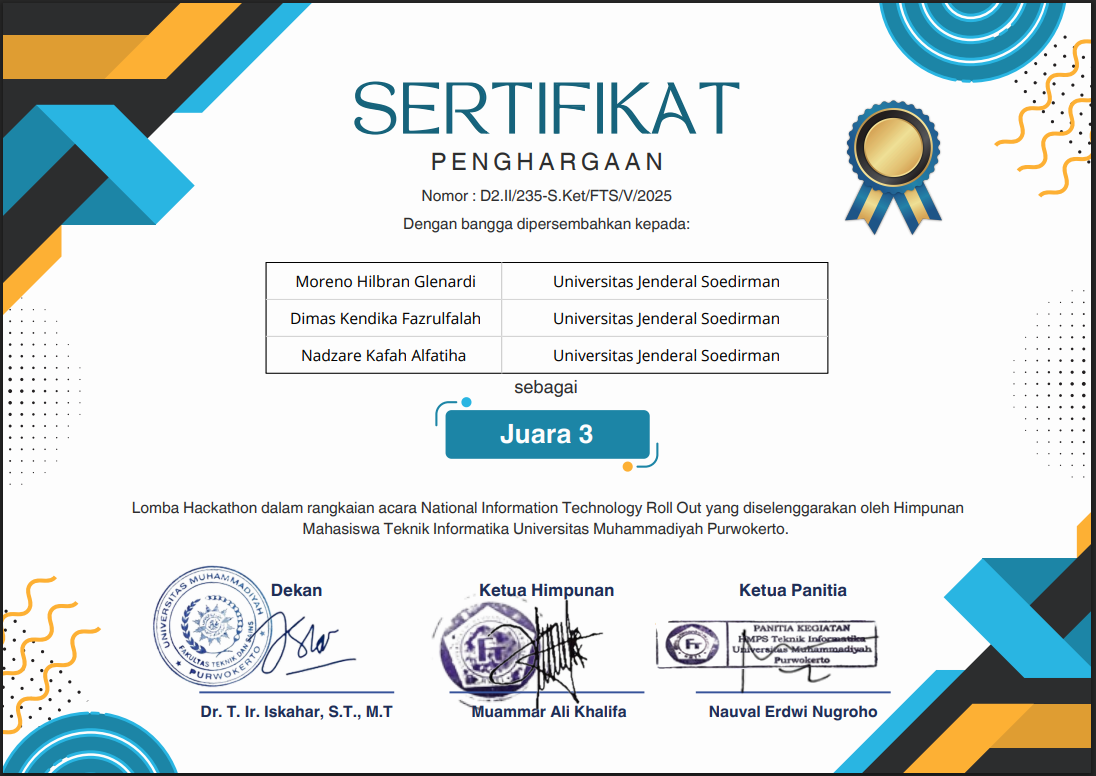 SERTIFIKAT
PENGHARGAAN
Nomor : D2.II/235-S.Ket/FTS/V/2025
Dengan bangga dipersembahkan kepada:
Moreno Hilbran Glenardi Universitas Jenderal Soedirman
Dimas Kendika Fazrulfalah Universitas Jenderal Soedirman
Nadzare Kafah Alfatiha Universitas Jenderal Soedirman
sebagai
Juara 3
Lomba Hackathon dalam rangkaian acara National Information Technology Roll Out yang diselenggarakan oleh Himpunan
Mahasiswa Teknik Informatika Universitas Muhammadiyah Purwokerto.
Dekan Ketua Himpunan Ketua Panitia
UNIVERSITAS MUHAMMADIYAH
FAKULTAS TEKNIK DAN SAINS
PURWOKERTO
PANITIA KEGIATAN
HMPS Teknik Informatika
Universitas Muhammadiyah
Purwokerto
Dr. T. Ir. Iskahar, S.T., M.T Muammar Ali Khalifa Nauval Erdwi Nugroho